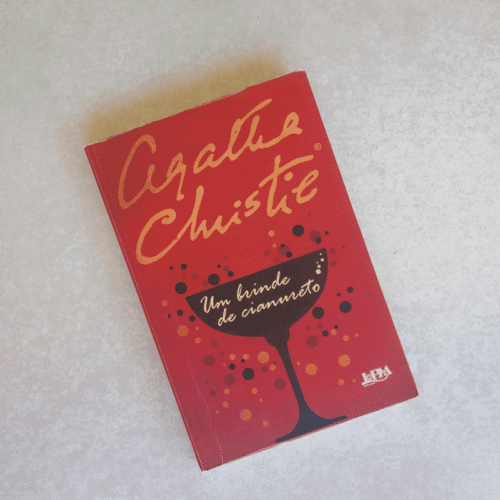 Agatha
Christie®
Um brinde
de cianureto
L&PM